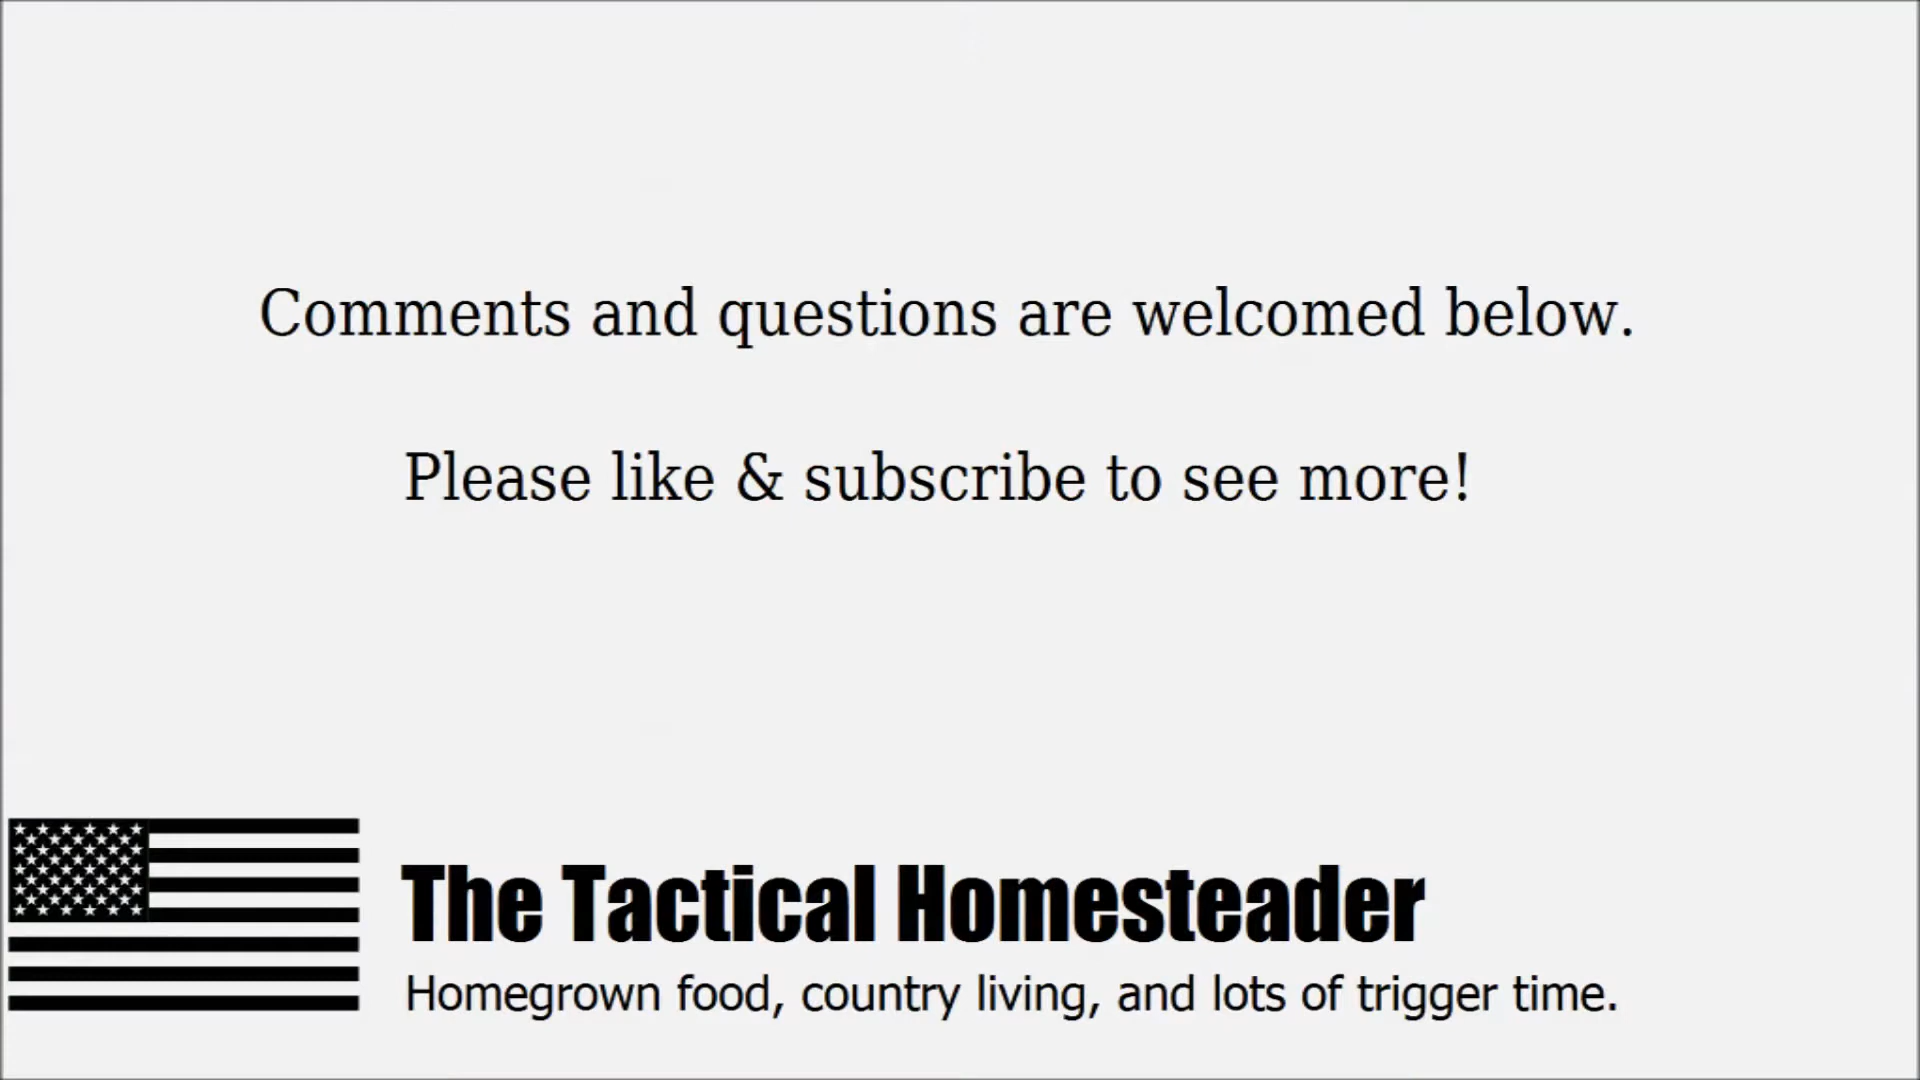 Comments and questions are welcomed below.
Please like & subscribe to see more!
The Tactical Homesteader
Homegrown food, country living, and lots of trigger time.